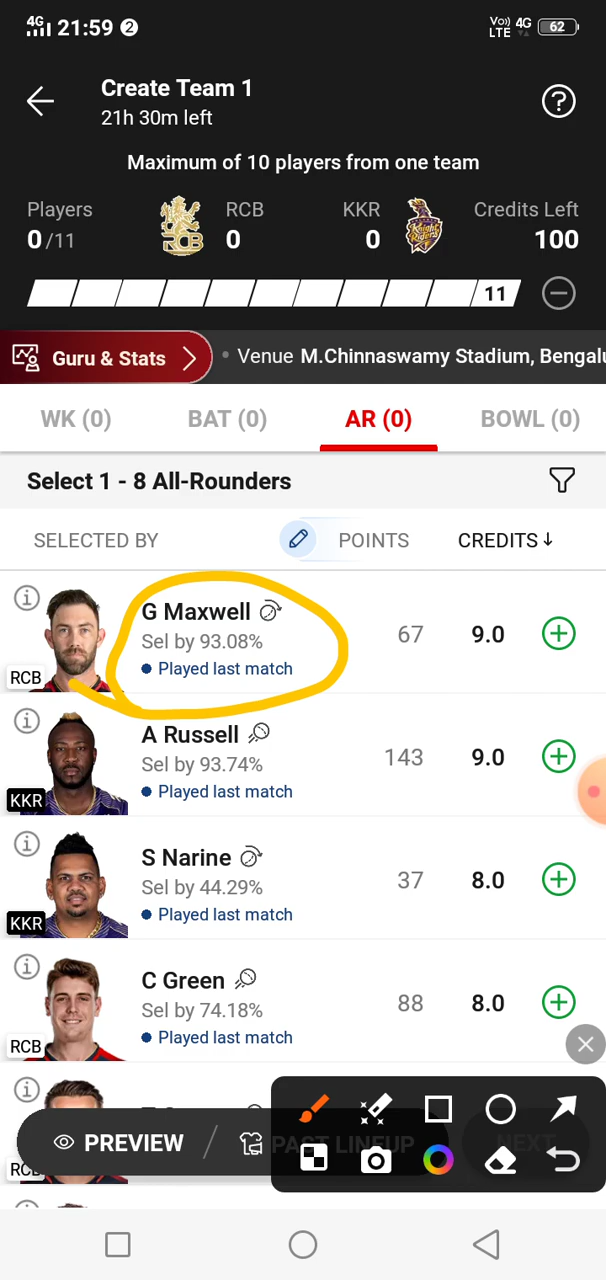 4G 21:59 2 Vo) LTE 4G 62
Create Team 1
21h 30m left
Maximum of 10 players from one team
Players RCB KKR Credits Left
0/11 0 0 100
11
Guru & Stats • Venue M.Chinnaswamy Stadium, Bengalu
WK (0) BAT (0) AR (0) BOWL (0)
Select 1 - 8 All-Rounders
SELECTED BY POINTS CREDITS↓
G Maxwell
Sel by 93.08% 67 9.0
Played last match
RCB
A Russell
Sel by 93.74% 143 9.0
Played last match
KKR
S Narine
Sel by 44.29% 37 8.0
Played last match
KKR
C Green
Sel by 74.18% 88 8.0
Played last match
RCB
PREVIEW / PAST LINEUP NEXT